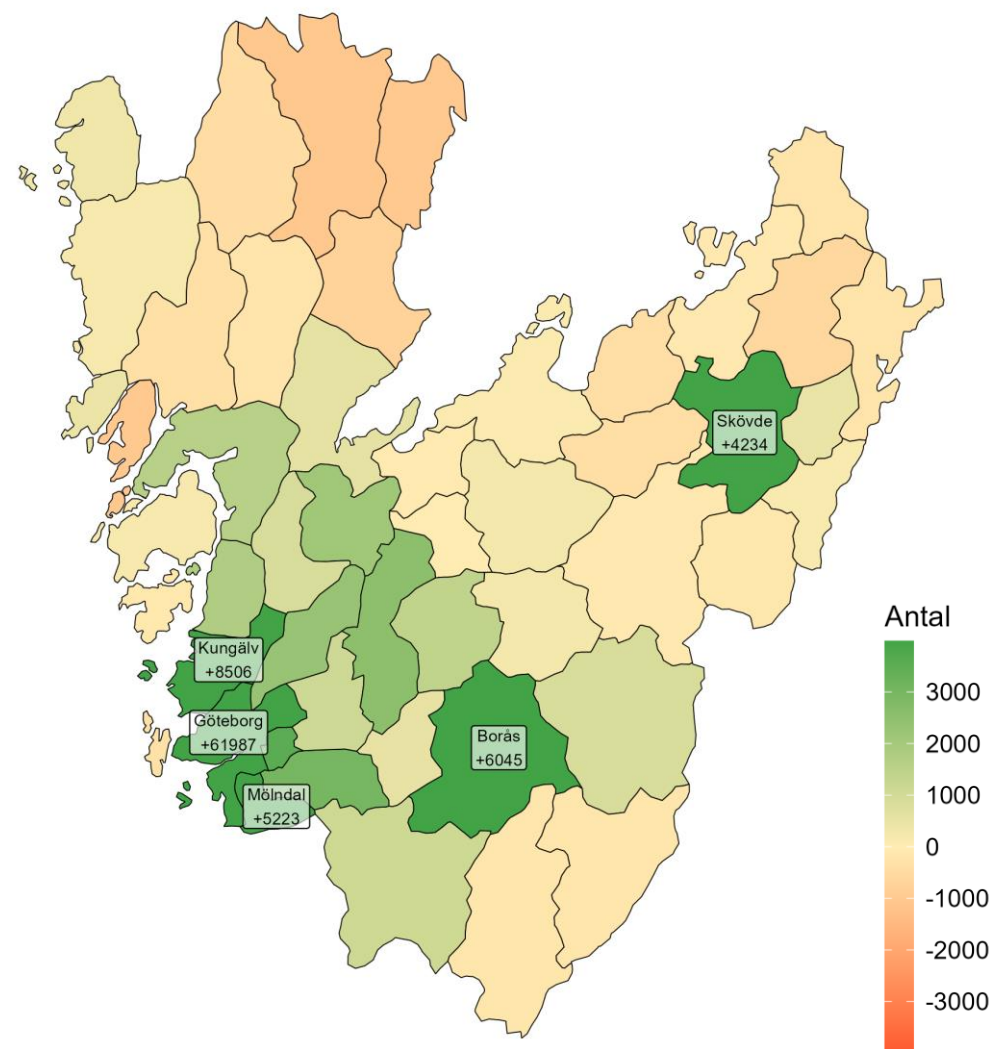 Skövde
+4234
Kungälv
+8506
Göteborg
+61987
Borås
+6045
Mölndal
+5223
Antal
3000
2000
1000
0
-1000
-2000
-3000